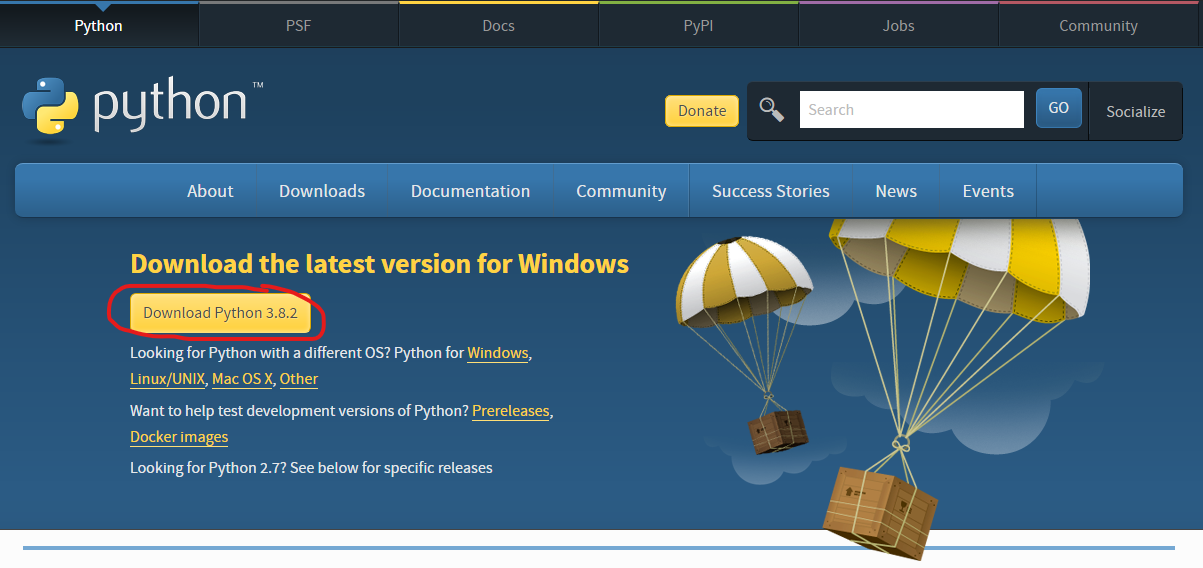 Python PSF Docs PyPI Jobs Community
python™
Donate Search GO Socialize
About Downloads Documentation Community Success Stories News Events
Download the latest version for Windows
Download Python 3.8.2
Looking for Python with a different OS? Python for Windows,
Linux/UNIX, Mac OS X, Other
Want to help test development versions of Python? Prereleases,
Docker images
Looking for Python 2.7? See below for specific releases